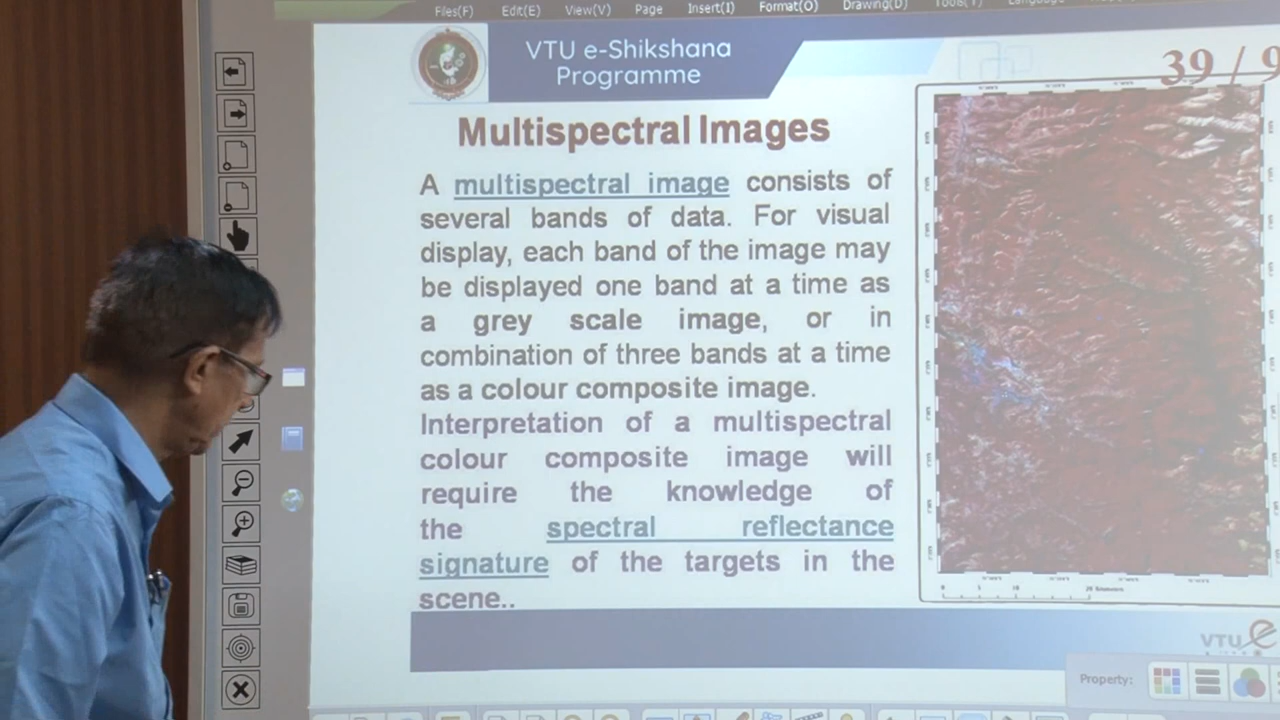 Files(F) Edit(E) View(V) Page Insert(I) Format(O) Drawing(D) Tools(T) Language
VTU e-Shikshana
Programme
39 / 9
Multispectral Images
A multispectral image consists of
several bands of data. For visual
display, each band of the image may
be displayed one band at a time as
a grey scale image, or in
combination of three bands at a time
as a colour composite image.
Interpretation of a multispectral
colour composite image will
require the knowledge of
the spectral reflectance
signature of the targets in the
scene..
VTU e
Property: